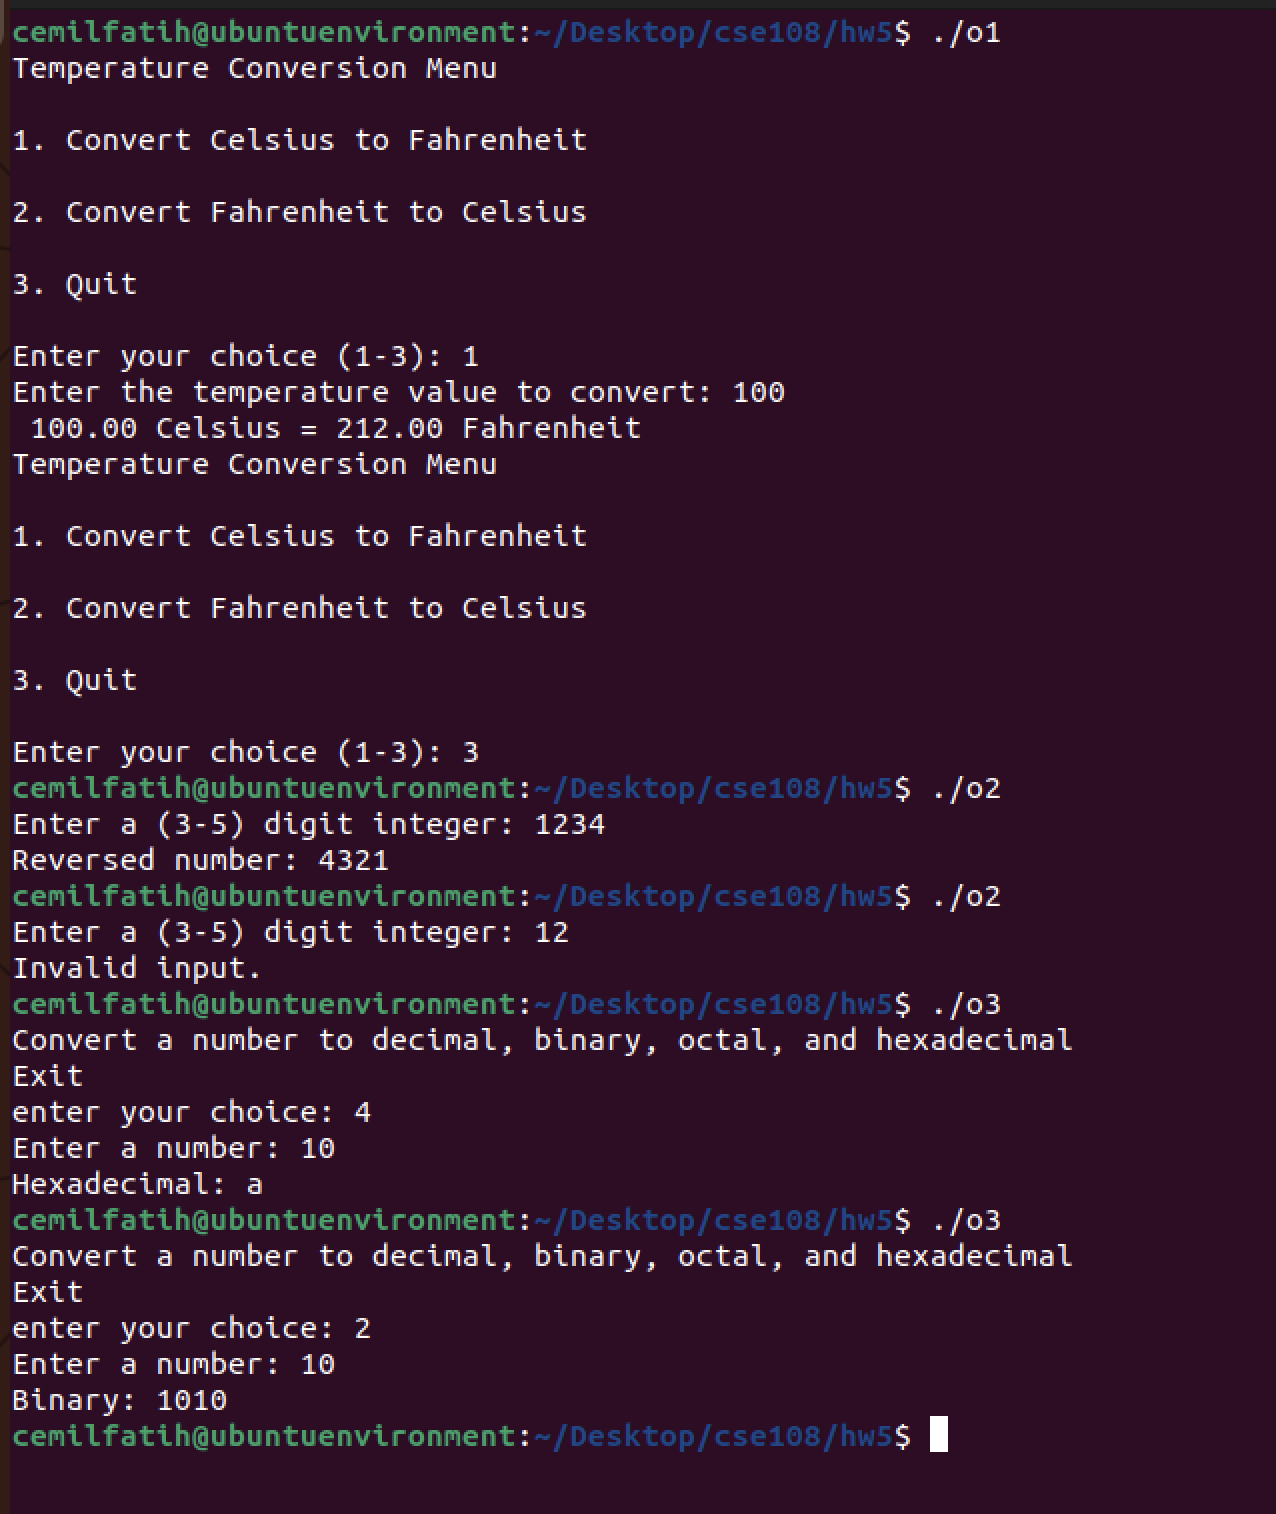 cemilfatih@ubuntuenvironment:~/Desktop/cse108/hw5$ ./o1
Temperature Conversion Menu
1. Convert Celsius to Fahrenheit
2. Convert Fahrenheit to Celsius
3. Quit
Enter your choice (1-3): 1
Enter the temperature value to convert: 100
 100.00 Celsius = 212.00 Fahrenheit
Temperature Conversion Menu
1. Convert Celsius to Fahrenheit
2. Convert Fahrenheit to Celsius
3. Quit
Enter your choice (1-3): 3
cemilfatih@ubuntuenvironment:~/Desktop/cse108/hw5$ ./o2
Enter a (3-5) digit integer: 1234
Reversed number: 4321
cemilfatih@ubuntuenvironment:~/Desktop/cse108/hw5$ ./o2
Enter a (3-5) digit integer: 12
Invalid input.
cemilfatih@ubuntuenvironment:~/Desktop/cse108/hw5$ ./o3
Convert a number to decimal, binary, octal, and hexadecimal
Exit
enter your choice: 4
Enter a number: 10
Hexadecimal: a
cemilfatih@ubuntuenvironment:~/Desktop/cse108/hw5$ ./o3
Convert a number to decimal, binary, octal, and hexadecimal
Exit
enter your choice: 2
Enter a number: 10
Binary: 1010
cemilfatih@ubuntuenvironment:~/Desktop/cse108/hw5$